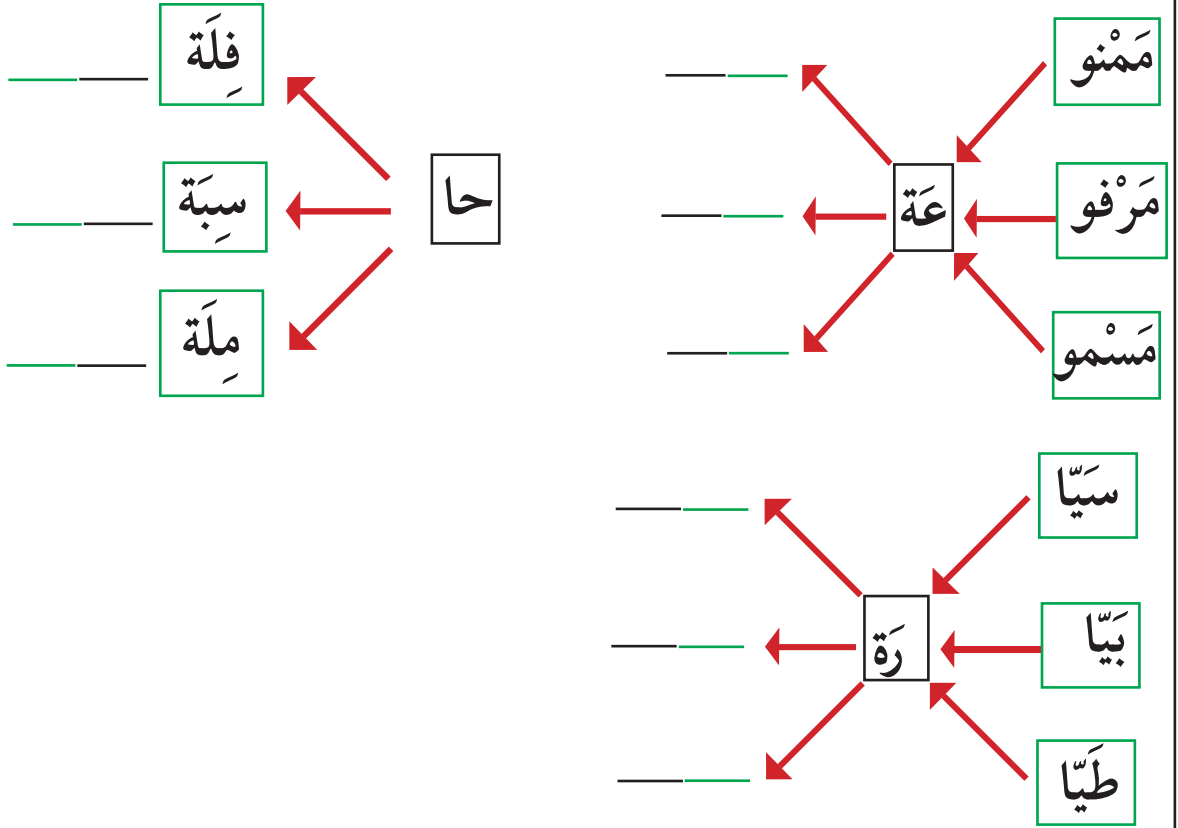 مَمْنو
مَرْفو
مَسْمو
عَة
سَيّا
بَيّا
طَيّا
رَة
حا
فِلَة
سِبَة
مِلَة